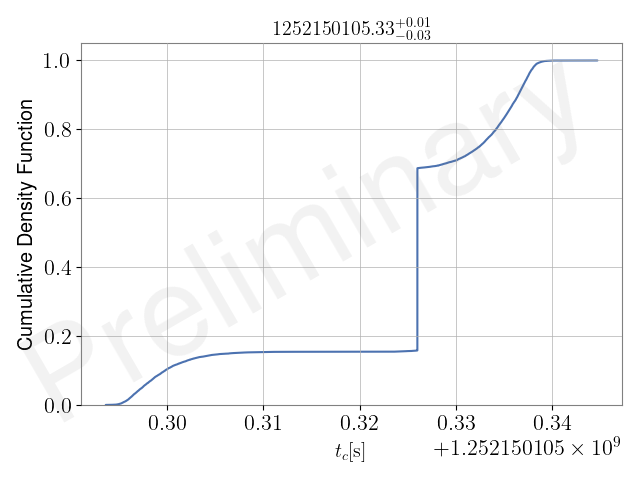 1252150105.33^{+0.01}_{-0.03}
Cumulative Density Function
1.0
0.8
0.6
0.4
0.2
0.0
Preliminary
0.30 0.31 0.32 0.33 0.34
t_c[s]
+1.252150105 × 10^9